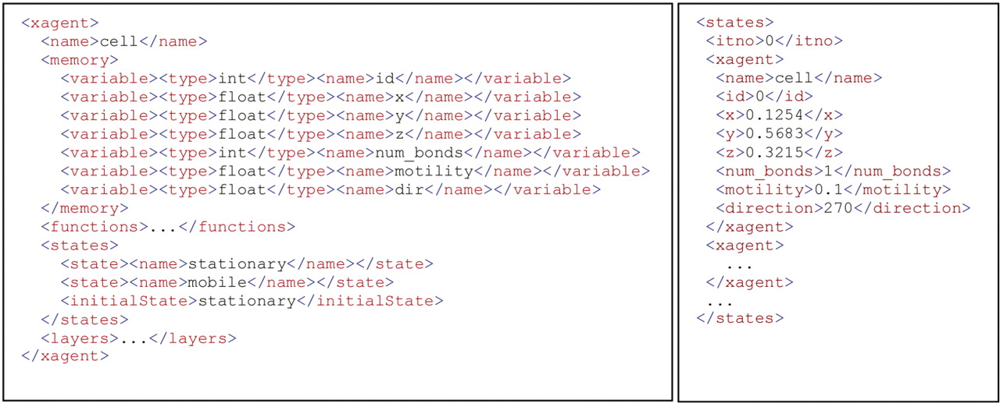 <xagent>
<name>cell</name>
<memory>
<variable><type>int</type><name>id</name></variable>
<variable><type>float</type><name>x</name></variable>
<variable><type>float</type><name>y</name></variable>
<variable><type>float</type><name>z</name></variable>
<variable><type>int</type><name>num_bonds</name></variable>
<variable><type>float</type><name>motility</name></variable>
<variable><type>float</type><name>dir</name></variable>
</memory>
<functions>...</functions>
<states>
<state><name>stationary</name></state>
<state><name>mobile</name></state>
<initialState>stationary</initialState>
</states>
<layers>...</layers>
</xagent>
<states>
<itno>0</itno>
<xagent>
<name>cell</name>
<id>0</id>
<x>0.1254</x>
<y>0.5683</y>
<z>0.3215</z>
<num_bonds>1</num_bonds>
<motility>0.1</motility>
<direction>270</direction>
</xagent>
<xagent>
...
</xagent>
...
</states>